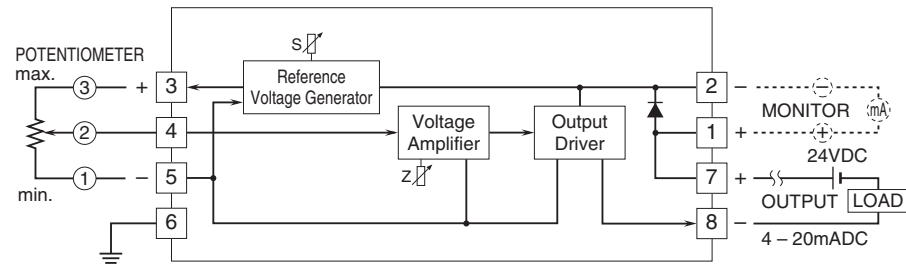 POTENTIOMETER
max.
3 + 3
2 4
1 − 5
min.
6
S
Reference
Voltage Generator
Voltage
Amplifier
Z
Output
Driver
2 − −
MONITOR mA
1 + +
24VDC
7 +
OUTPUT LOAD
8 −
4 – 20mADC